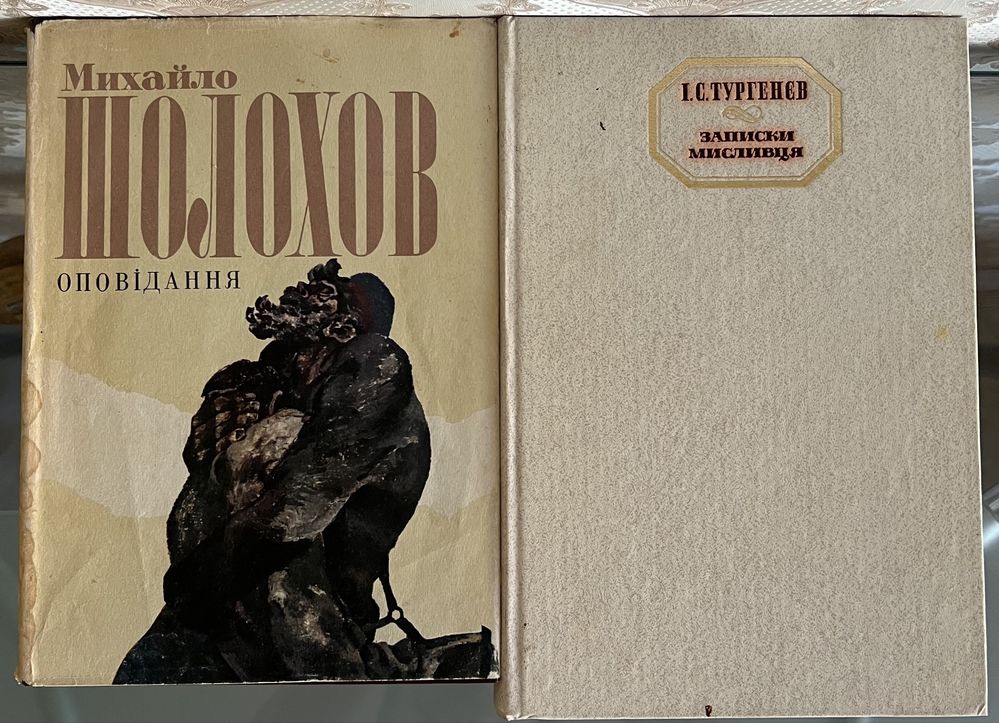 Михайло
ШОЛОХОВ
ОПОВІДАННЯ
І.С.ТУРГЕНЄВ
ЗАПИСКИ
МИСЛИВЦЯ